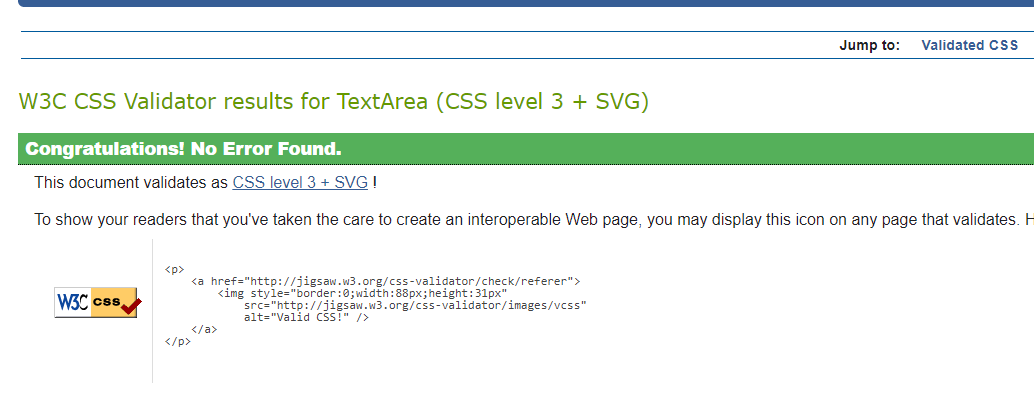 Jump to: Validated CSS
W3C CSS Validator results for TextArea (CSS level 3 + SVG)
Congratulations! No Error Found.
This document validates as CSS level 3 + SVG !
To show your readers that you've taken the care to create an interoperable Web page, you may display this icon on any page that validates. H
W3C css
<p>
<a href="http://jigsaw.w3.org/css-validator/check/referer">
<img style="border:0;width:88px;height:31px"
src="http://jigsaw.w3.org/css-validator/images/vcss"
alt="Valid CSS!" />
</a>
</p>